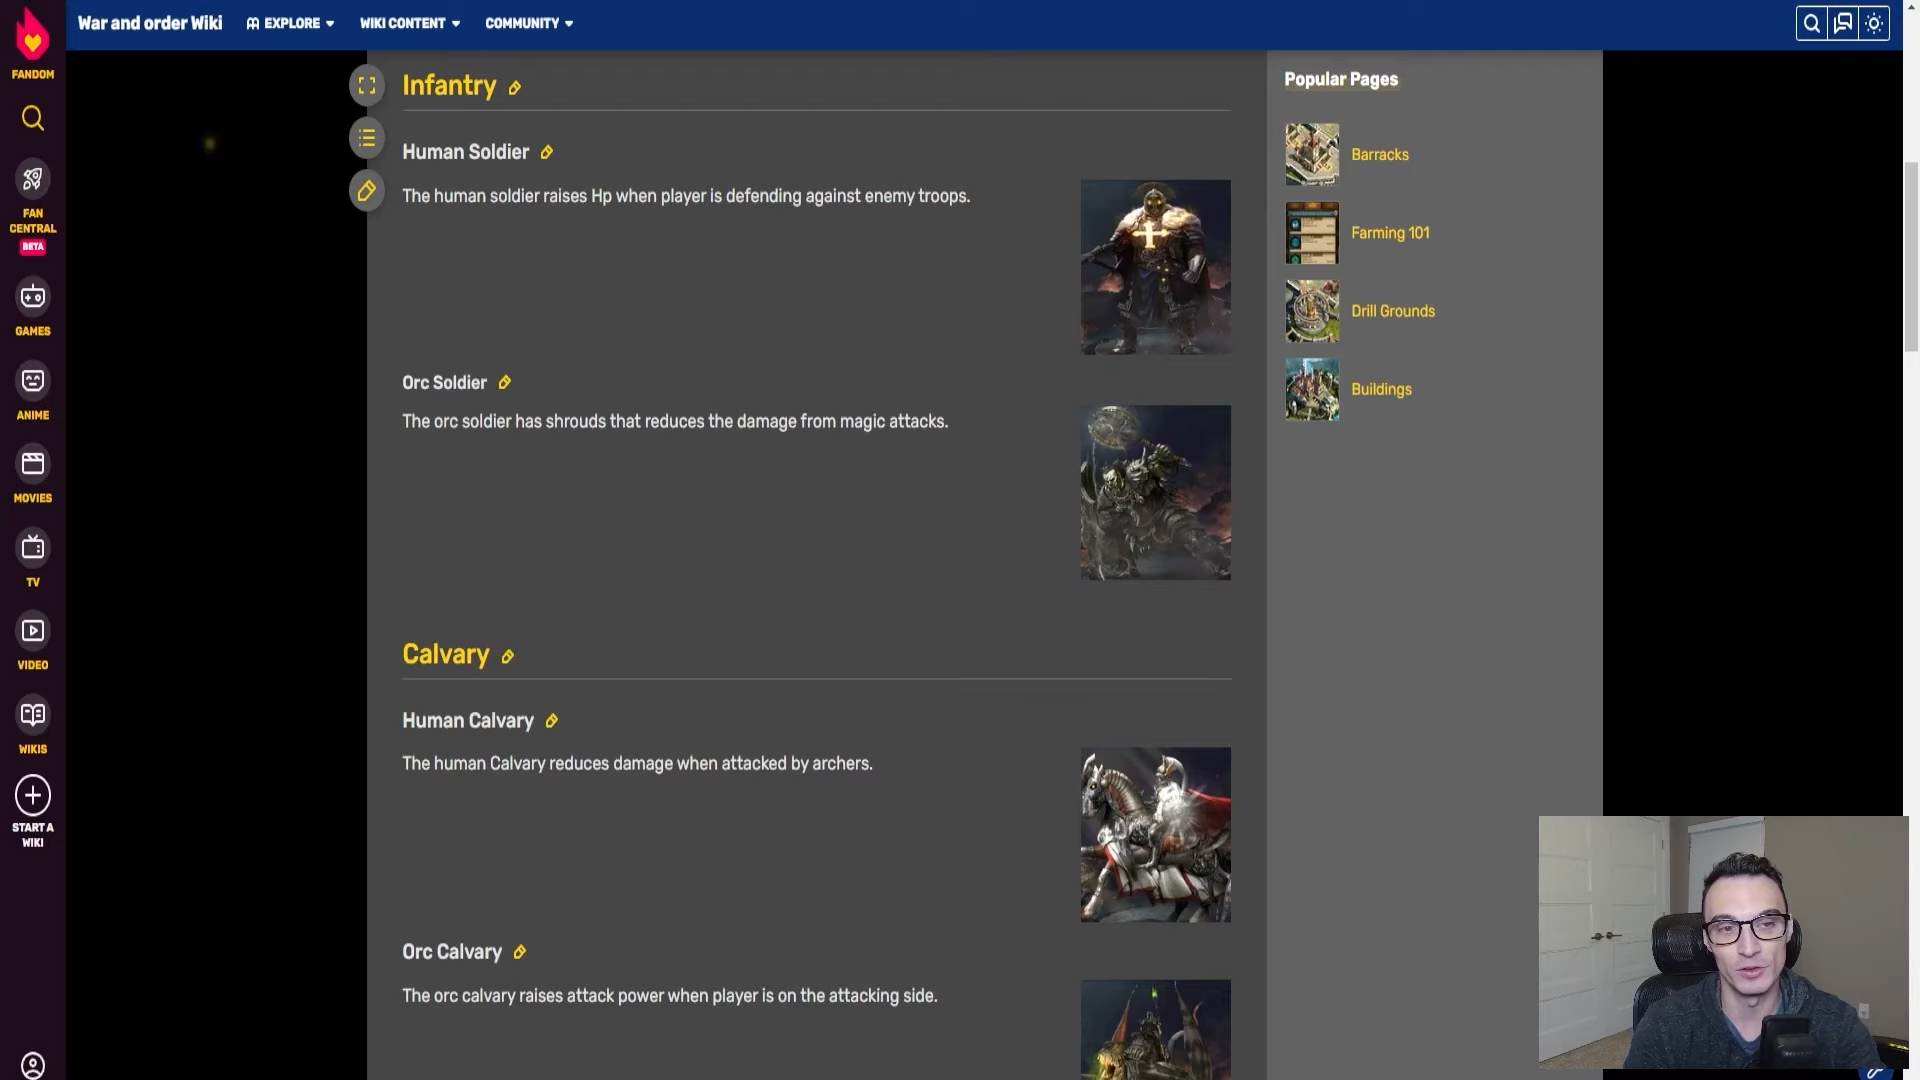 War and order Wiki
EXPLORE
WIKI CONTENT
COMMUNITY
FANDOM
FAN
CENTRAL
BETA
GAMES
ANIME
MOVIES
TV
VIDEO
WIKIS
START A
WIKI
Infantry
Human Soldier
The human soldier raises Hp when player is defending against enemy troops.
Orc Soldier
The orc soldier has shrouds that reduces the damage from magic attacks.
Calvary
Human Calvary
The human Calvary reduces damage when attacked by archers.
Orc Calvary
The orc calvary raises attack power when player is on the attacking side.
Popular Pages
Barracks
Farming 101
Drill Grounds
Buildings